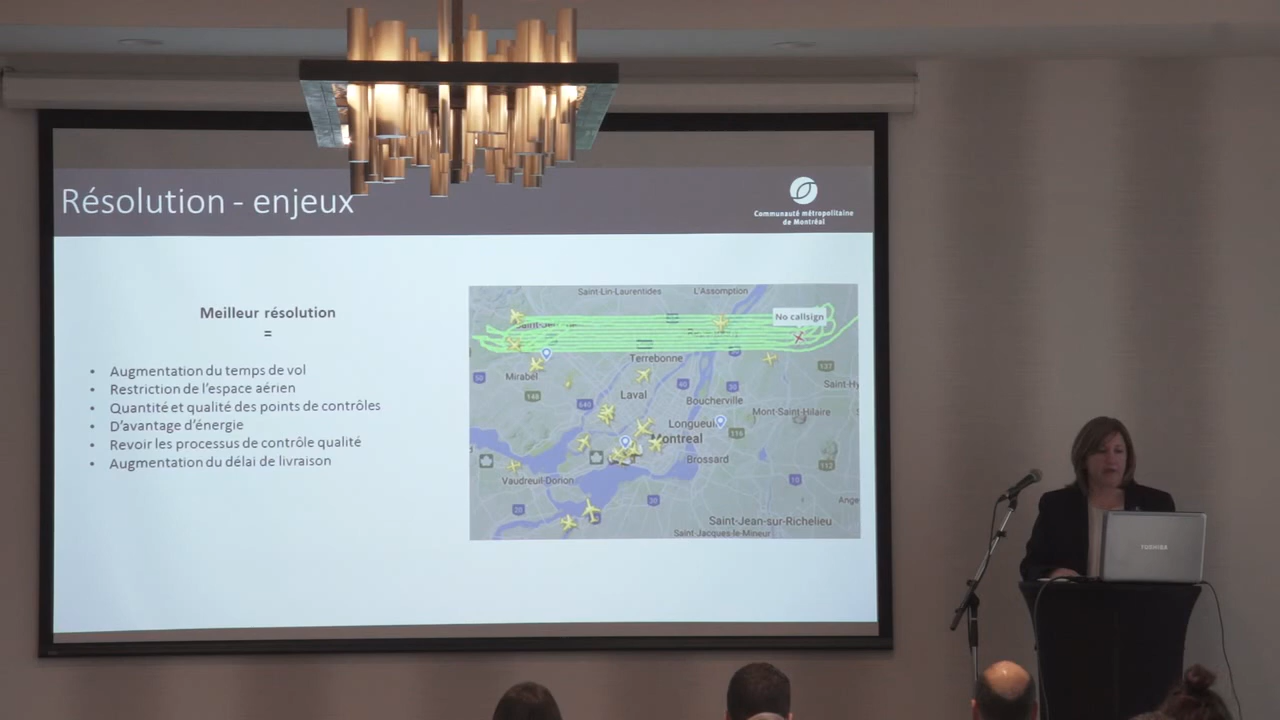 Résolution - enjeux
Communauté métropolitaine
de Montréal
Meilleur résolution
=
• Augmentation du temps de vol
• Restriction de l'espace aérien
• Quantité et qualité des points de contrôles
• D'avantage d'énergie
• Revoir les processus de contrôle qualité
• Augmentation du délai de livraison
Saint-Lin-Laurentides
L'Assomption
No callsign
Terrebonne
Mirabel
Laval
Boucherville
Saint-Hy
Longueuil
Mont-Saint-Hilaire
Montreal
Brossard
Vaudreuil-Dorion
Ange
Saint-Jean-sur-Richelieu
Saint-Jacques-le-Mineur
TOSHIBA